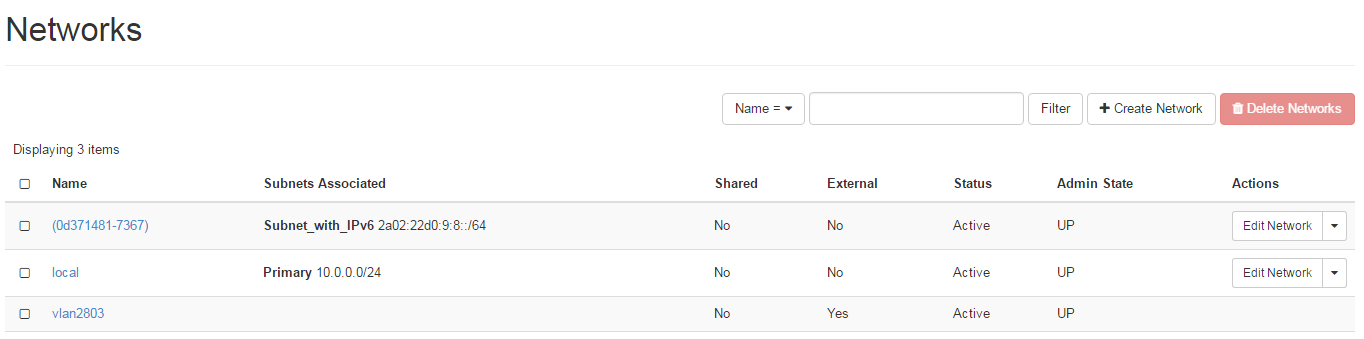 Networks
Name = Filter Create Network Delete Networks
Displaying 3 items
Name Subnets Associated Shared External Status Admin State Actions
(0d371481-7367) Subnet_with_IPv6 2a02:22d0:9:8::/64 No No Active UP Edit Network
local Primary 10.0.0.0/24 No No Active UP Edit Network
vlan2803 No Yes Active UP